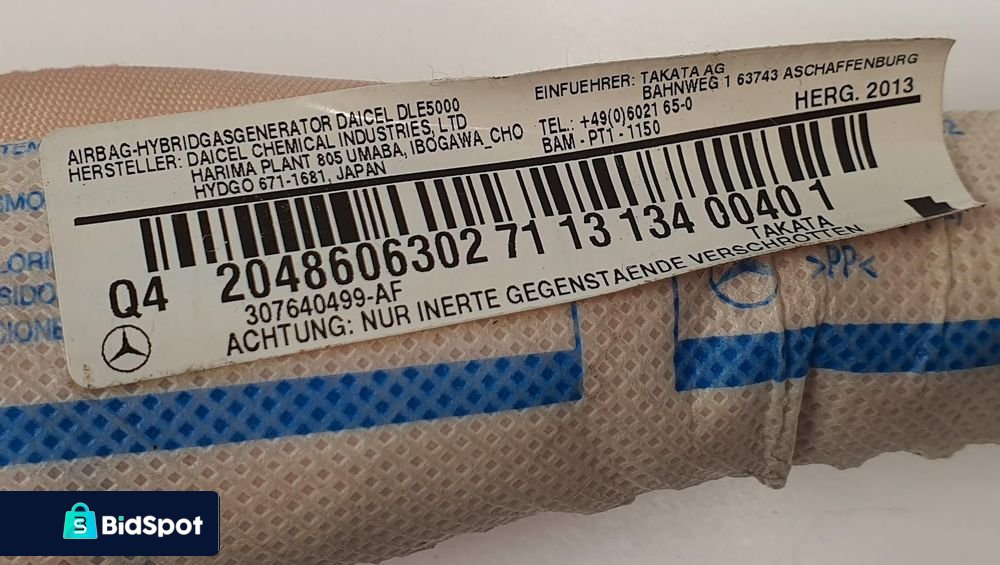 AIRBAG-HYBRIDGASGENERATOR DAICEL DLE5000
HERSTELLER: DAICEL CHEMICAL INDUSTRIES, LTD
HARIMA PLANT 805 UMABA, IBOGAWA_CHO
HYDGO 671-1681, JAPAN
EINFUEHRER: TAKATA AG
BAHNWEG 1 63743 ASCHAFFENBURG
TEL.: +49(0)6021 65-0
BAM - PT1 - 1150
HERG. 2013
Q4 2048606302 71 13 134 0040 1
307640499-AF
TAKATA
ACHTUNG: NUR INERTE GEGENSTAENDE VERSCHROTTEN
>PP<
BidSpot